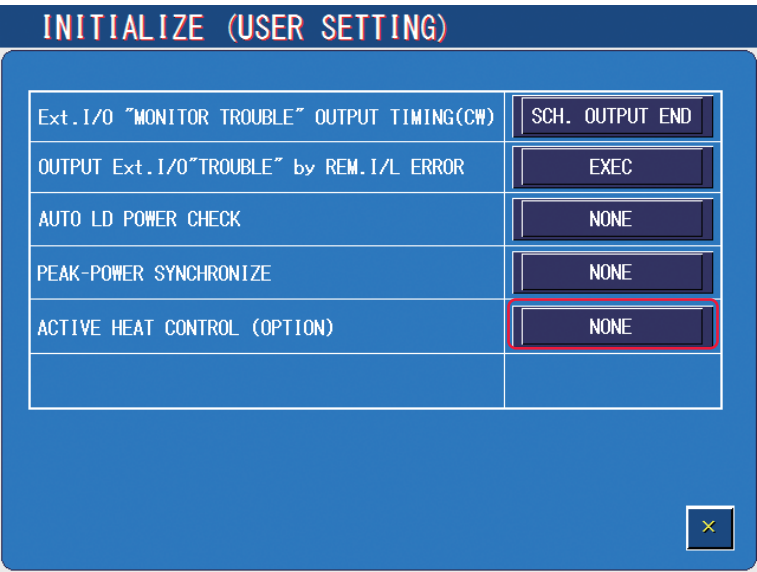 INITIALIZE (USER SETTING)
Ext.I/O "MONITOR TROUBLE" OUTPUT TIMING(CW) SCH. OUTPUT END
OUTPUT Ext.I/O"TROUBLE" by REM.I/L ERROR EXEC
AUTO LD POWER CHECK NONE
PEAK-POWER SYNCHRONIZE NONE
ACTIVE HEAT CONTROL (OPTION) NONE
×